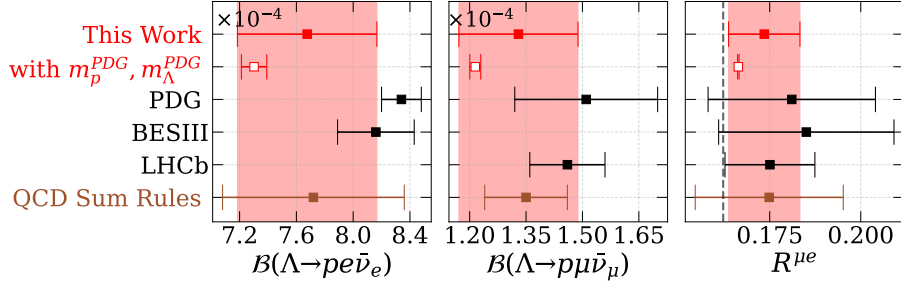 ×10⁻⁴ ×10⁻⁴
This Work
with m_p^{PDG}, m_Λ^{PDG}
PDG
BESIII
LHCb
QCD Sum Rules
7.2 7.6 8.0 8.4 1.20 1.35 1.50 1.65 0.175 0.200
ℬ(Λ→peν̄ₑ) ℬ(Λ→pμν̄_μ) R^{μe}